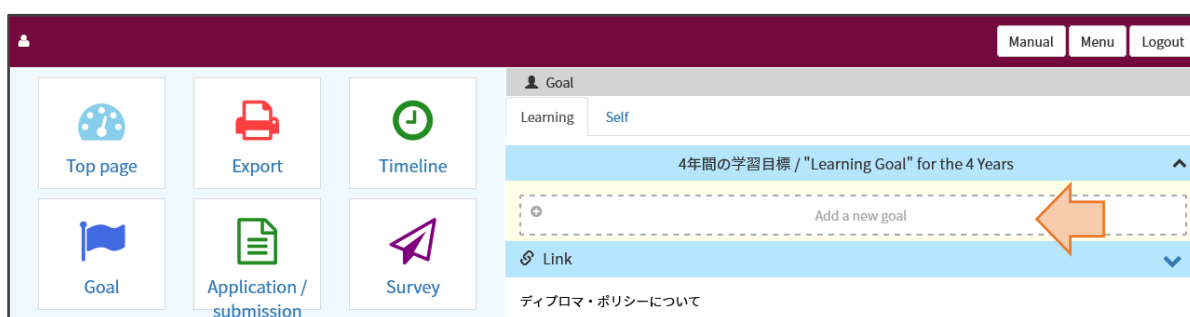 Manual Menu Logout
Goal
Learning Self
Top page Export Timeline
4年間の学習目標 / "Learning Goal" for the 4 Years
Add a new goal
Link
Goal Application / Survey
submission
ディプロマ・ポリシーについて